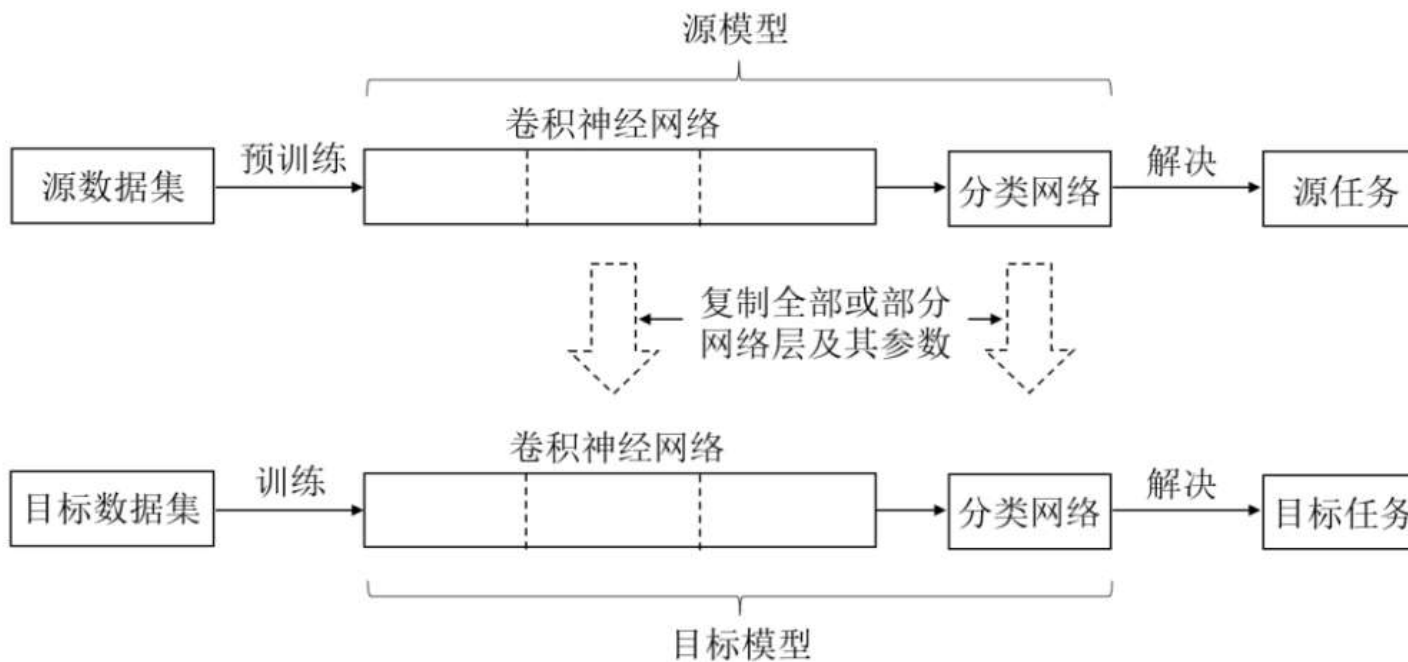 源模型
卷积神经网络
源数据集
预训练
分类网络
解决
源任务
复制全部或部分
网络层及其参数
卷积神经网络
目标数据集
训练
分类网络
解决
目标任务
目标模型